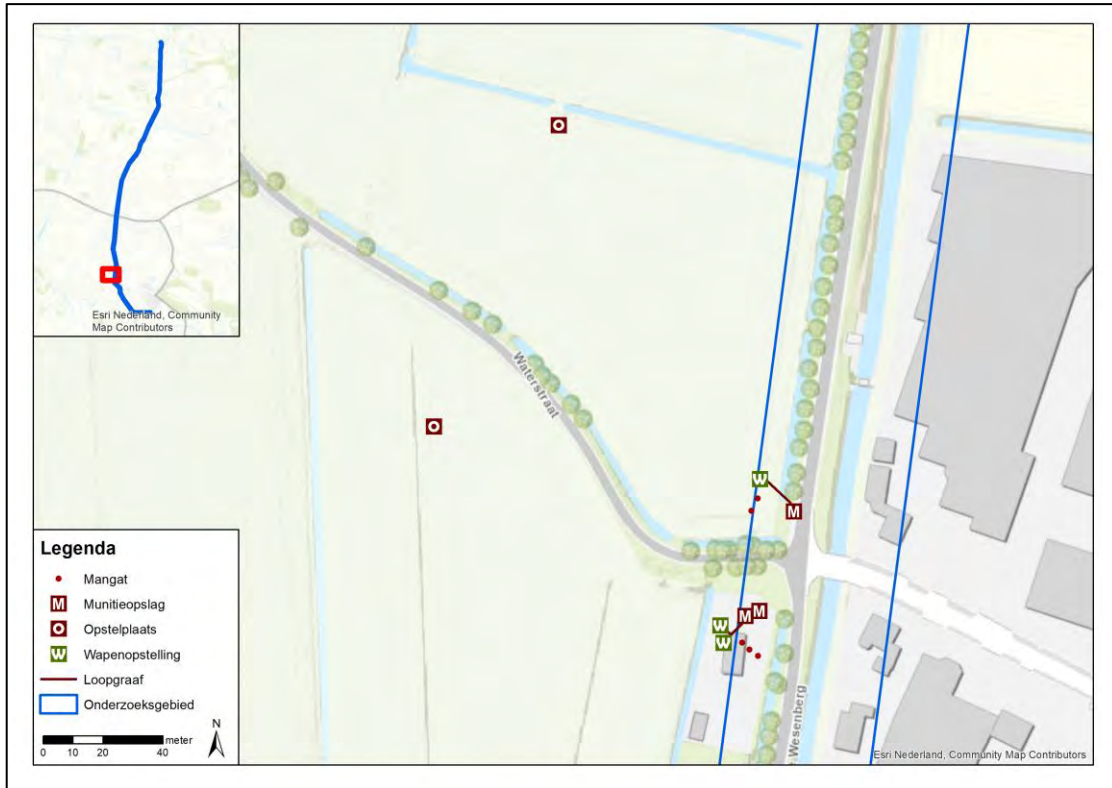 Esri Nederland, Community
Map Contributors
O
Waterstraat
O
W
M
M
M
W
W
Wesenberg
Legenda
Mangat
M Munitieopslag
O Opstelplaats
W Wapenopstelling
Loopgraaf
Onderzoeksgebied
N
meter
0 10 20 40
Esri Nederland, Community Map Contributors